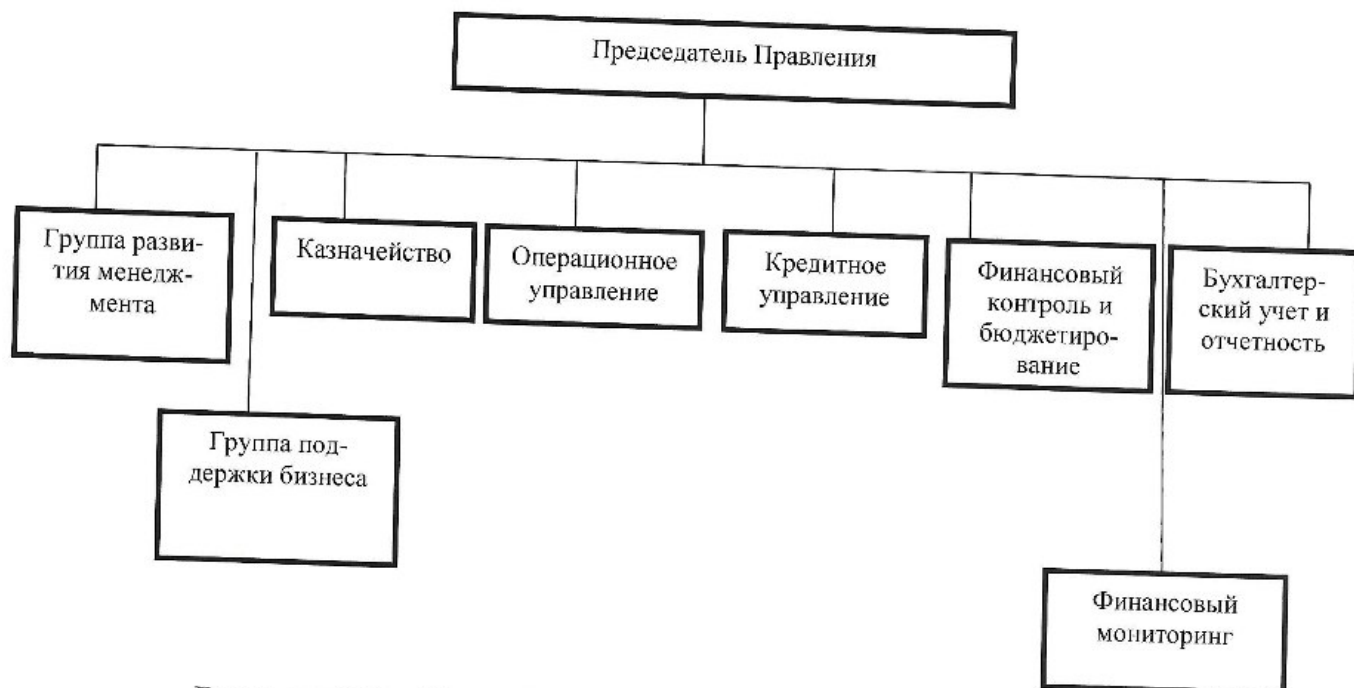 Председатель Правления
Группа разви-
тия менедж-
мента
Казначейство
Операционное
управление
Кредитное
управление
Финансовый
контроль и
бюджетиро-
вание
Бухгалтер-
ский учет и
отчетность
Группа под-
держки бизнеса
Финансовый
мониторинг